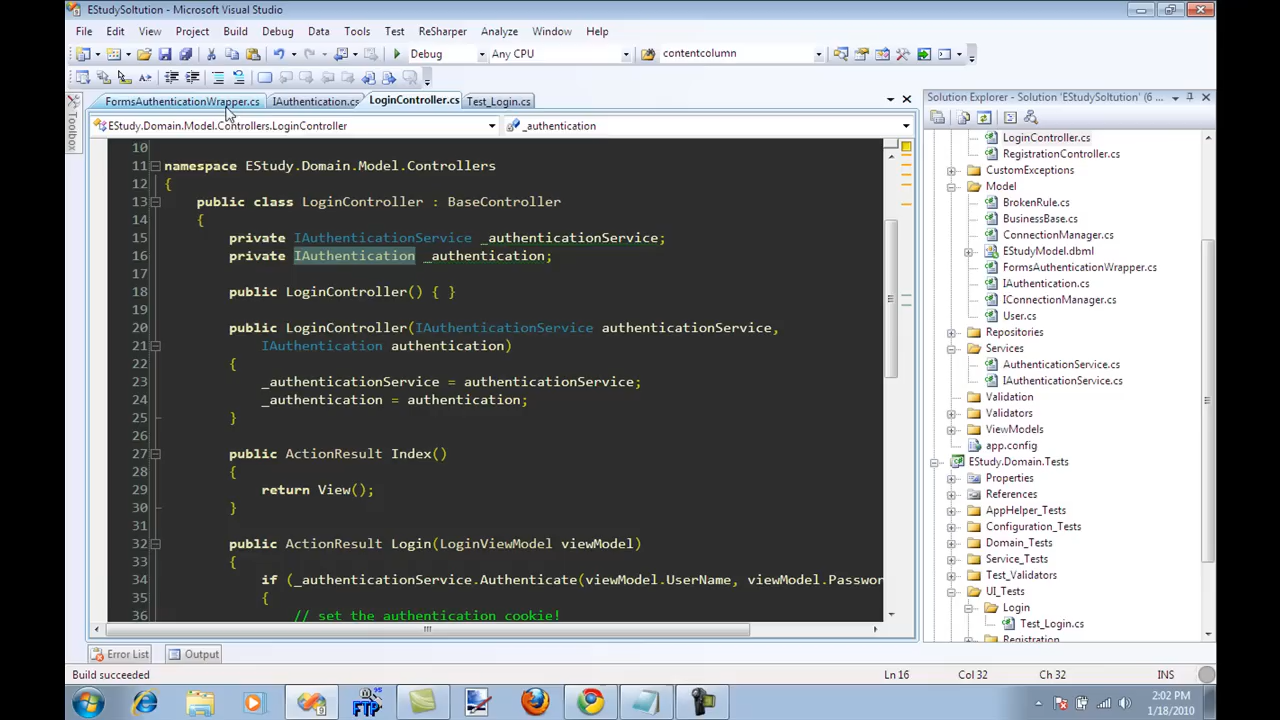 EStudySoltution - Microsoft Visual Studio
File Edit View Project Build Debug Data Tools Test ReSharper Analyze Window Help
Debug Any CPU contentcolumn
FormsAuthenticationWrapper.cs IAuthentication.cs LoginController.cs Test_Login.cs
EStudy.Domain.Model.Controllers.LoginController _authentication
Toolbox
10
11 namespace EStudy.Domain.Model.Controllers
12 {
13 public class LoginController : BaseController
14 {
15 private IAuthenticationService _authenticationService;
16 private IAuthentication _authentication;
17
18 public LoginController() { }
19
20 public LoginController(IAuthenticationService authenticationService,
21 IAuthentication authentication)
22 {
23 _authenticationService = authenticationService;
24 _authentication = authentication;
25 }
26
27 public ActionResult Index()
28 {
29 return View();
30 }
31
32 public ActionResult Login(LoginViewModel viewModel)
33 {
34 if (_authenticationService.Authenticate(viewModel.UserName, viewModel.Passwor
35 {
36 // set the authentication cookie!
Solution Explorer - Solution 'EStudySoltution' (6 ...
LoginController.cs
RegistrationController.cs
CustomExceptions
Model
BrokenRule.cs
BusinessBase.cs
ConnectionManager.cs
EStudyModel.dbml
FormsAuthenticationWrapper.cs
IAuthentication.cs
IConnectionManager.cs
User.cs
Repositories
Services
AuthenticationService.cs
IAuthenticationService.cs
Validation
Validators
ViewModels
app.config
EStudy.Domain.Tests
Properties
References
AppHelper_Tests
Configuration_Tests
Domain_Tests
Service_Tests
Test_Validators
UI_Tests
Login
Test_Login.cs
Registration
Error List Output
Build succeeded Ln 16 Col 32 Ch 32 INS
FTP
2:02 PM
1/18/2010